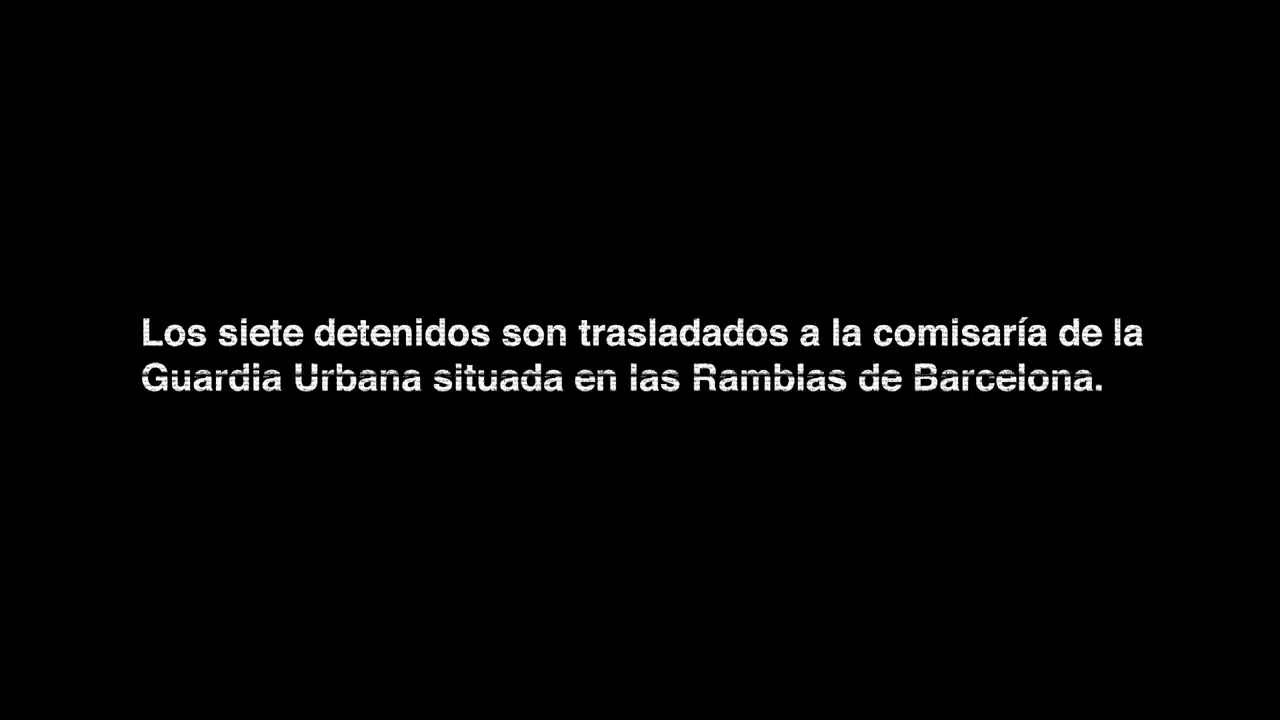 Los siete detenidos son trasladados a la comisaría de la
Guardia Urbana situada en las Ramblas de Barcelona.